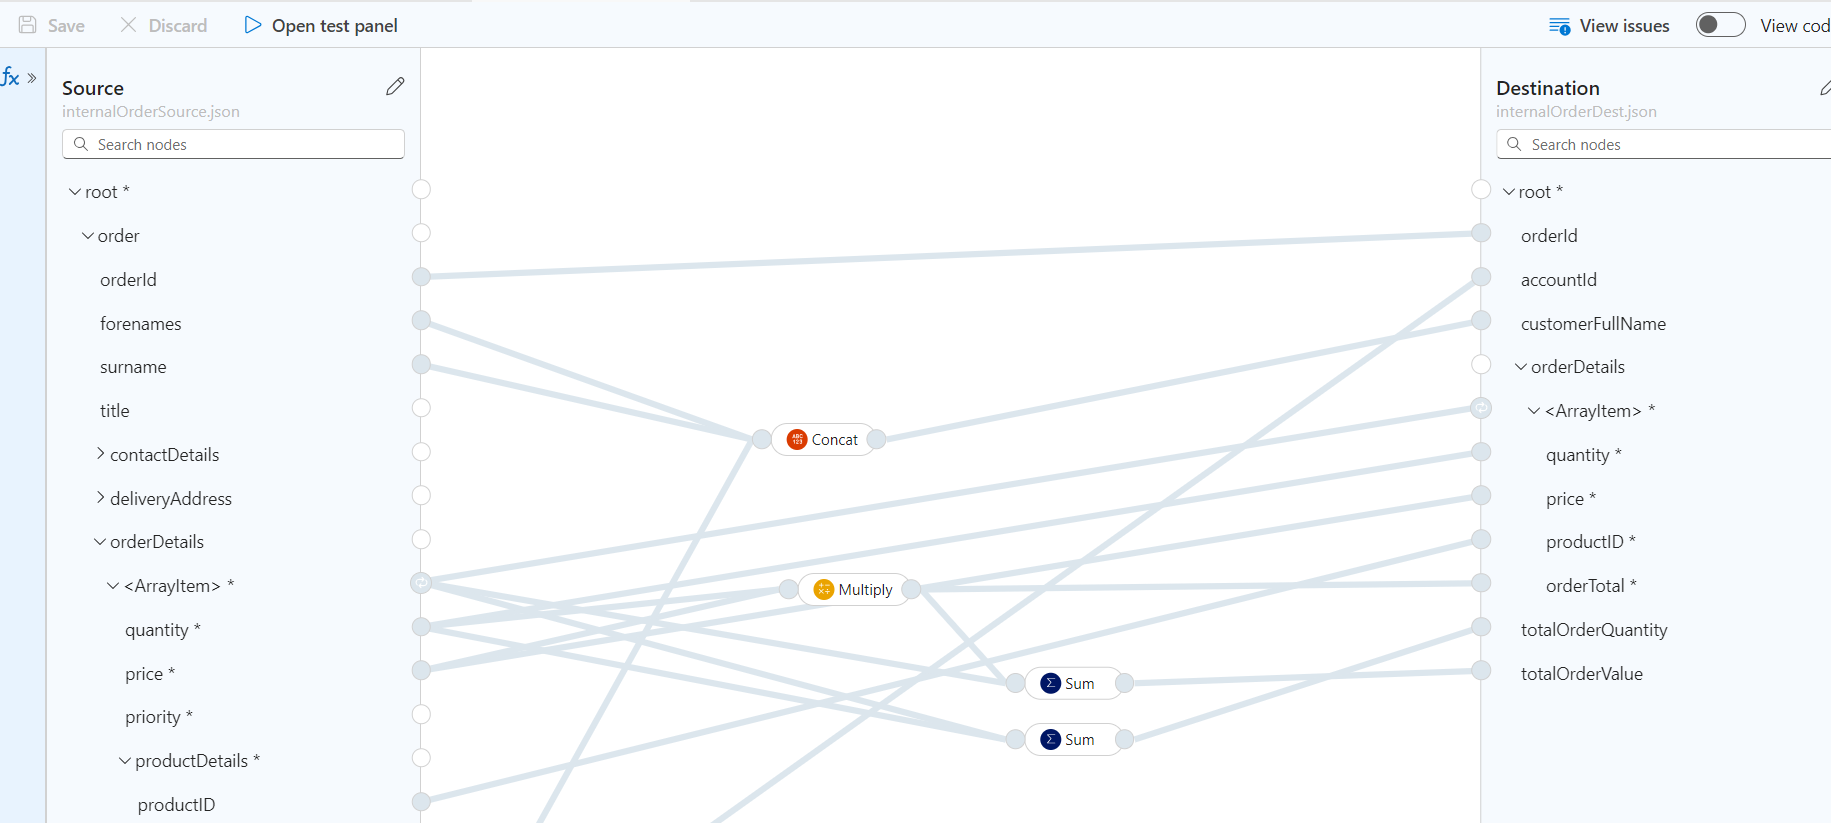 Save Discard Open test panel View issues View cod
fx
Source
internalOrderSource.json
Search nodes
root *
order
orderId
forenames
surname
title
contactDetails
deliveryAddress
orderDetails
<ArrayItem> *
quantity *
price *
priority *
productDetails *
productID
ABC
123
Concat
Multiply
Σ Sum
Σ Sum
Destination
internalOrderDest.json
Search nodes
root *
orderId
accountId
customerFullName
orderDetails
<ArrayItem> *
quantity *
price *
productID *
orderTotal *
totalOrderQuantity
totalOrderValue